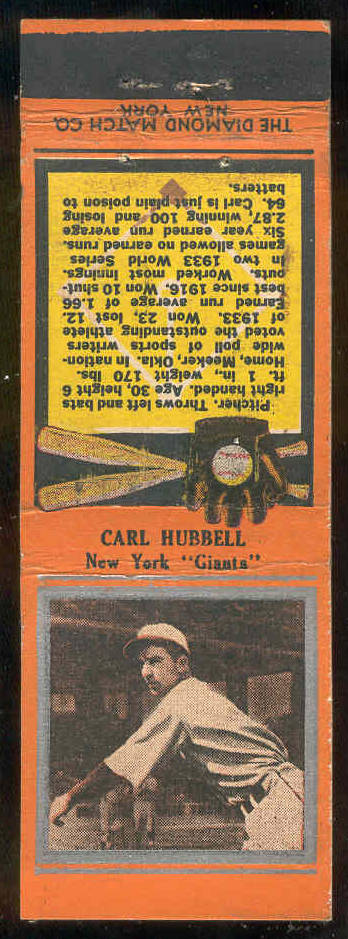 THE DIAMOND MATCH CO.
NEW YORK
Pitcher. Throws left and bats
right handed. Age, 30, height 6
ft. 1 in., weight 170 lbs.
Home, Meeker, Okla. In nation-
wide poll of sports writers
voted the outstanding athlete
of 1933. Won 23, lost 12.
Earned run average of 1.66
best since 1916. Won 10 shut-
outs. Worked most innings.
In two 1933 World Series
games allowed no earned runs.
Six year earned run average
2.87, winning 100 and losing
64. Carl is just plain poison to
batters.
CARL HUBBELL
New York "Giants"